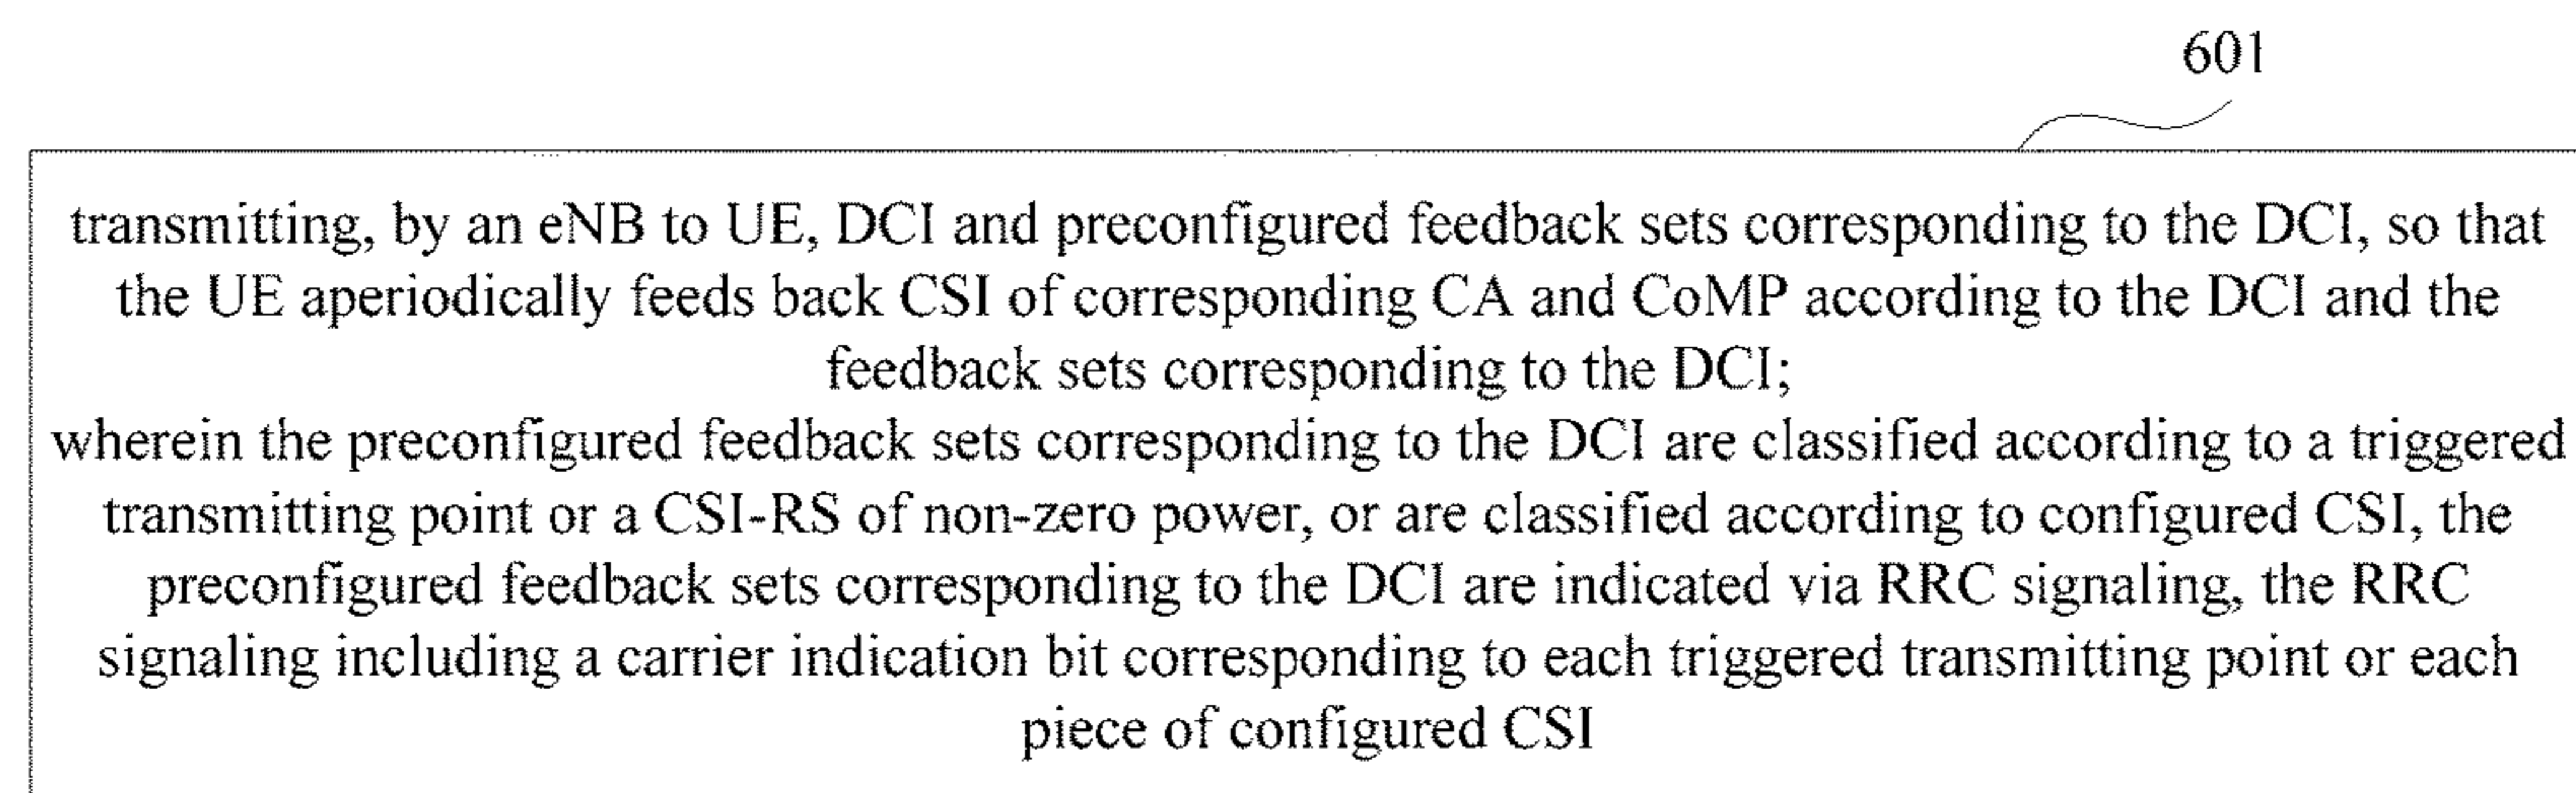 601
transmitting, by an eNB to UE, DCI and preconfigured feedback sets corresponding to the DCI, so that
the UE aperiodically feeds back CSI of corresponding CA and CoMP according to the DCI and the
feedback sets corresponding to the DCI;
wherein the preconfigured feedback sets corresponding to the DCI are classified according to a triggered
transmitting point or a CSI-RS of non-zero power, or are classified according to configured CSI, the
preconfigured feedback sets corresponding to the DCI are indicated via RRC signaling, the RRC
signaling including a carrier indication bit corresponding to each triggered transmitting point or each
piece of configured CSI